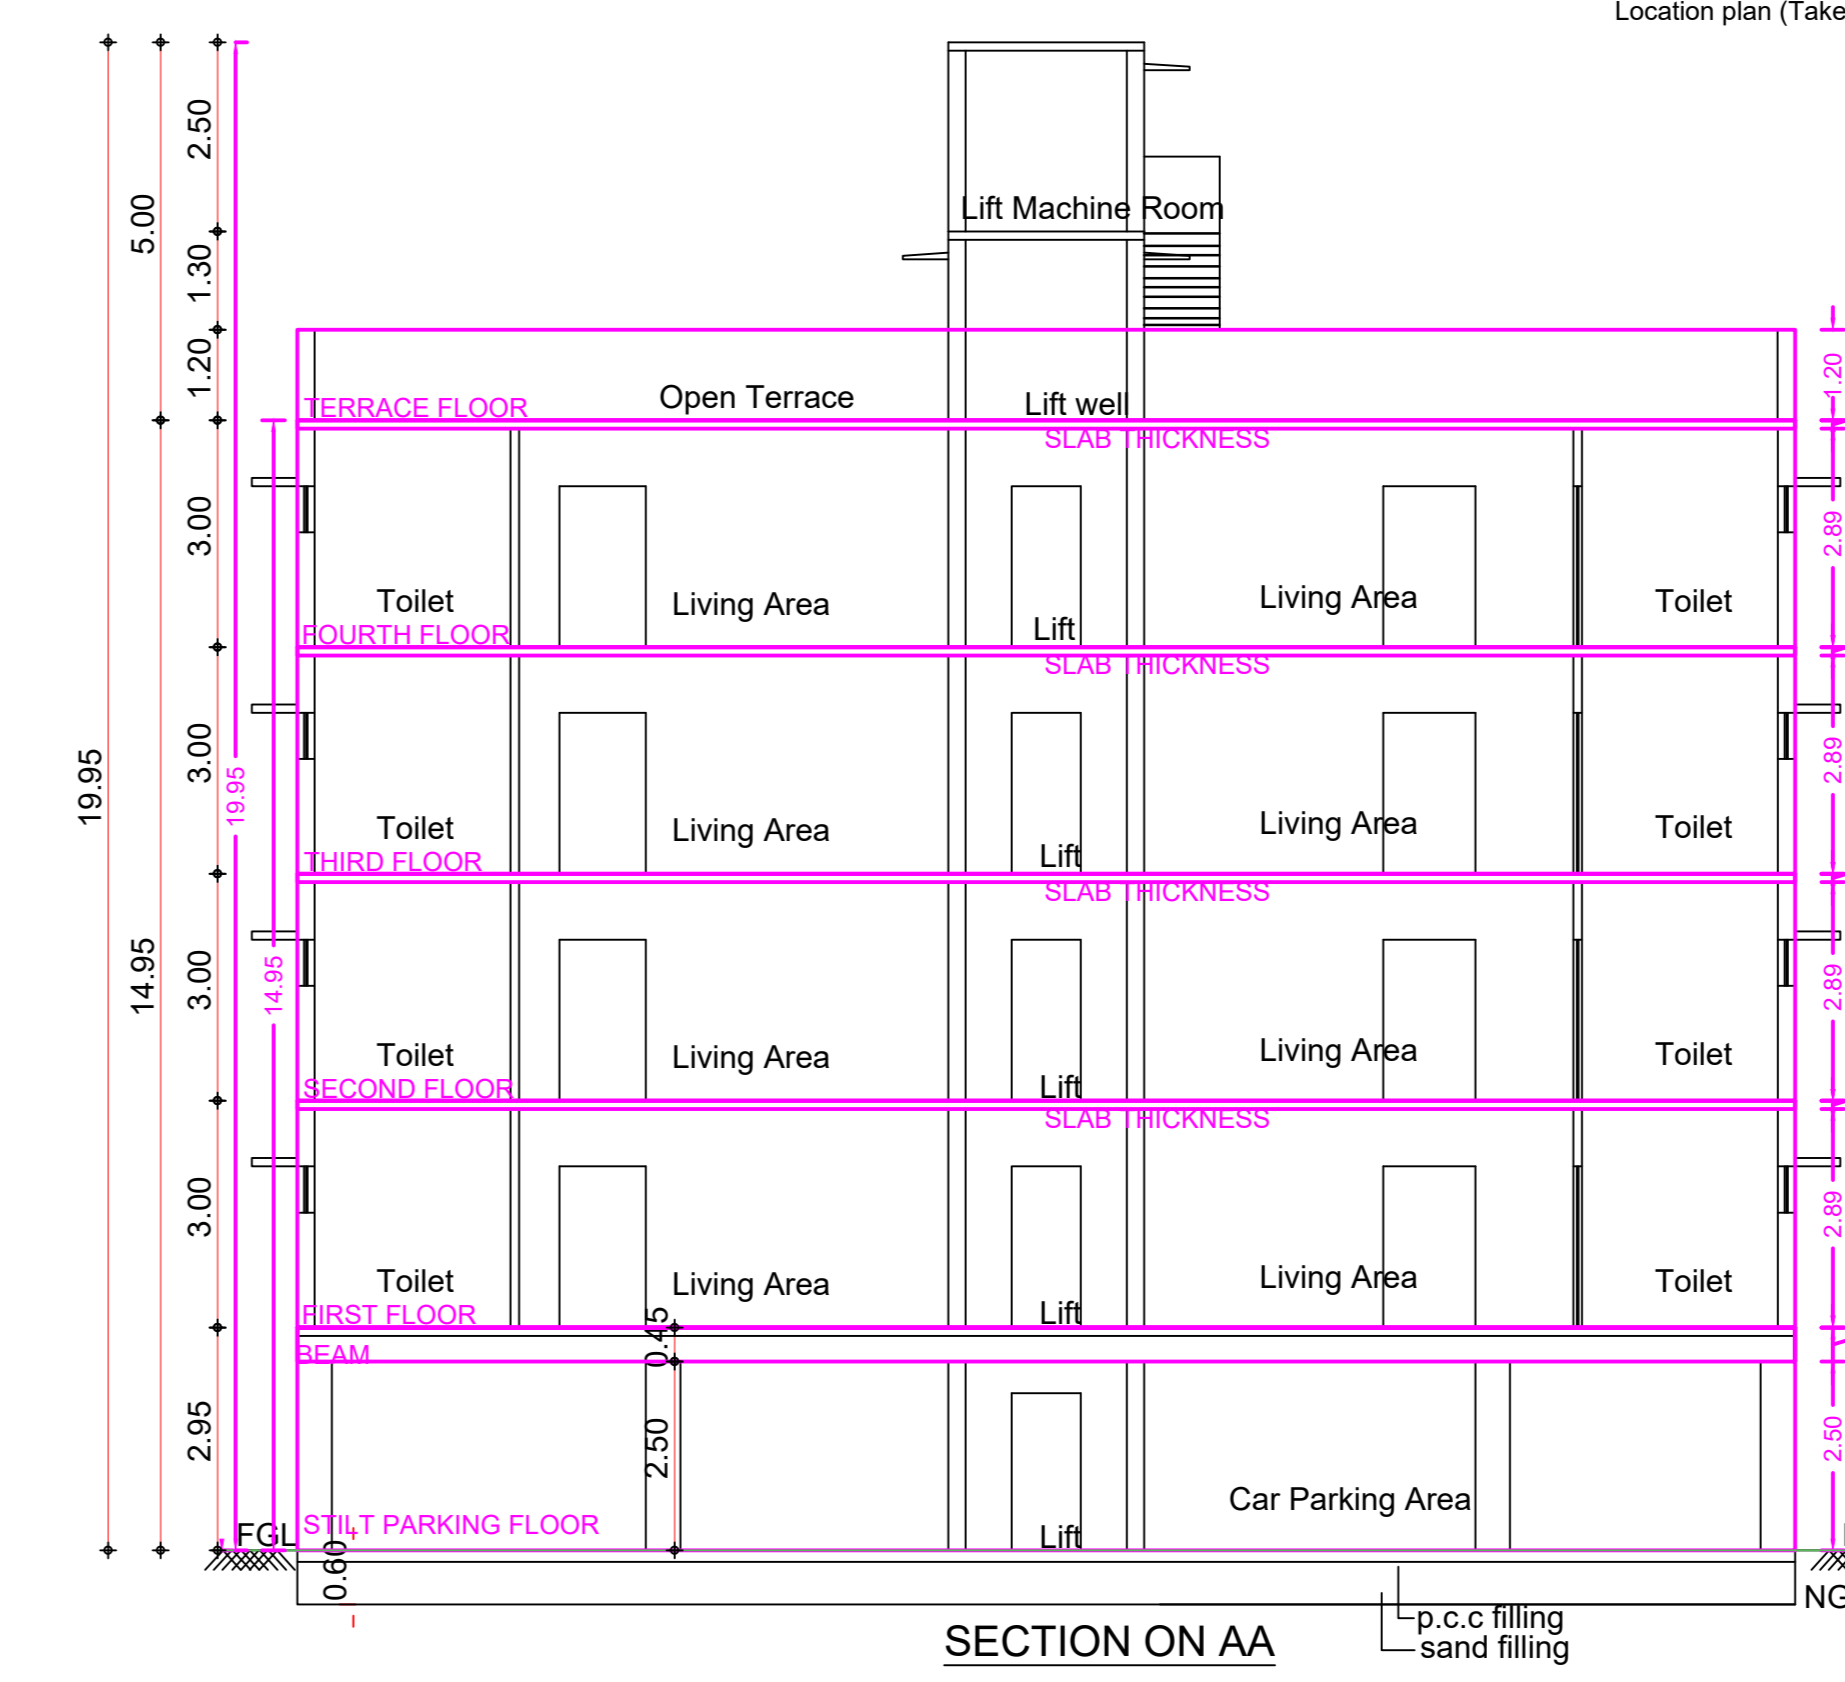 Location plan (Take
2.50
5.00
Lift Machine Room
1.30
1.20
1.20
Open Terrace
Lift well
TERRACE FLOOR
SLAB THICKNESS
3.00
2.89
Toilet
Living Area
Living Area
Toilet
FOURTH FLOOR
Lift
SLAB THICKNESS
3.00
2.89
19.95
19.95
Toilet
Living Area
Living Area
Toilet
THIRD FLOOR
Lift
SLAB THICKNESS
14.95
14.95
3.00
2.89
Toilet
Living Area
Living Area
Toilet
SECOND FLOOR
Lift
SLAB THICKNESS
3.00
2.89
Toilet
Living Area
Living Area
Toilet
FIRST FLOOR
Lift
0.45
BEAM
2.95
2.50
2.50
Car Parking Area
STILT PARKING FLOOR
FGL
Lift
0.60
NG
p.c.c filling
SECTION ON AA
sand filling